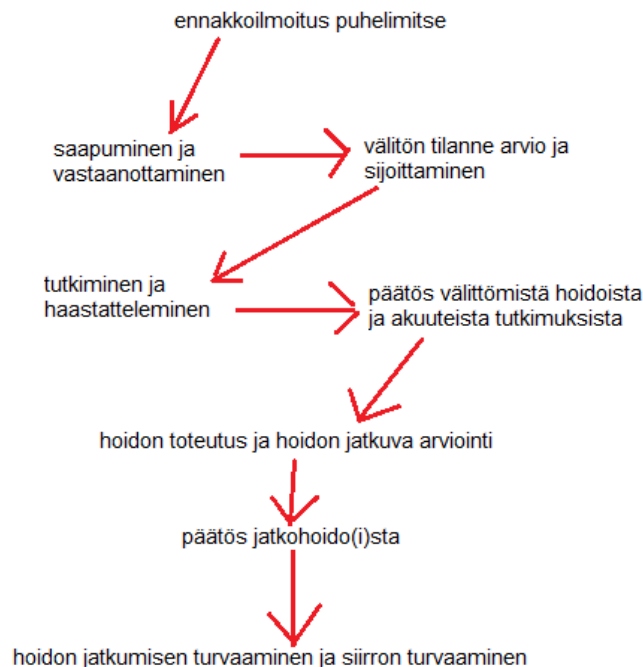 ennakkoilmoitus puhelimitse
saapuminen ja
vastaanottaminen
välitön tilanne arvio ja
sijoittaminen
tutkiminen ja
haastatteleminen
päätös välittömistä hoidoista
ja akuuteista tutkimuksista
hoidon toteutus ja hoidon jatkuva arviointi
päätös jatkohoido(i)sta
hoidon jatkumisen turvaaminen ja siirron turvaaminen